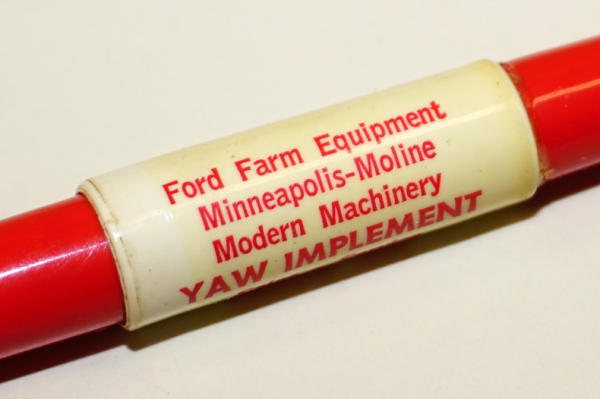 Ford Farm Equipment
Minneapolis-Moline
Modern Machinery
YAW IMPLEMENT